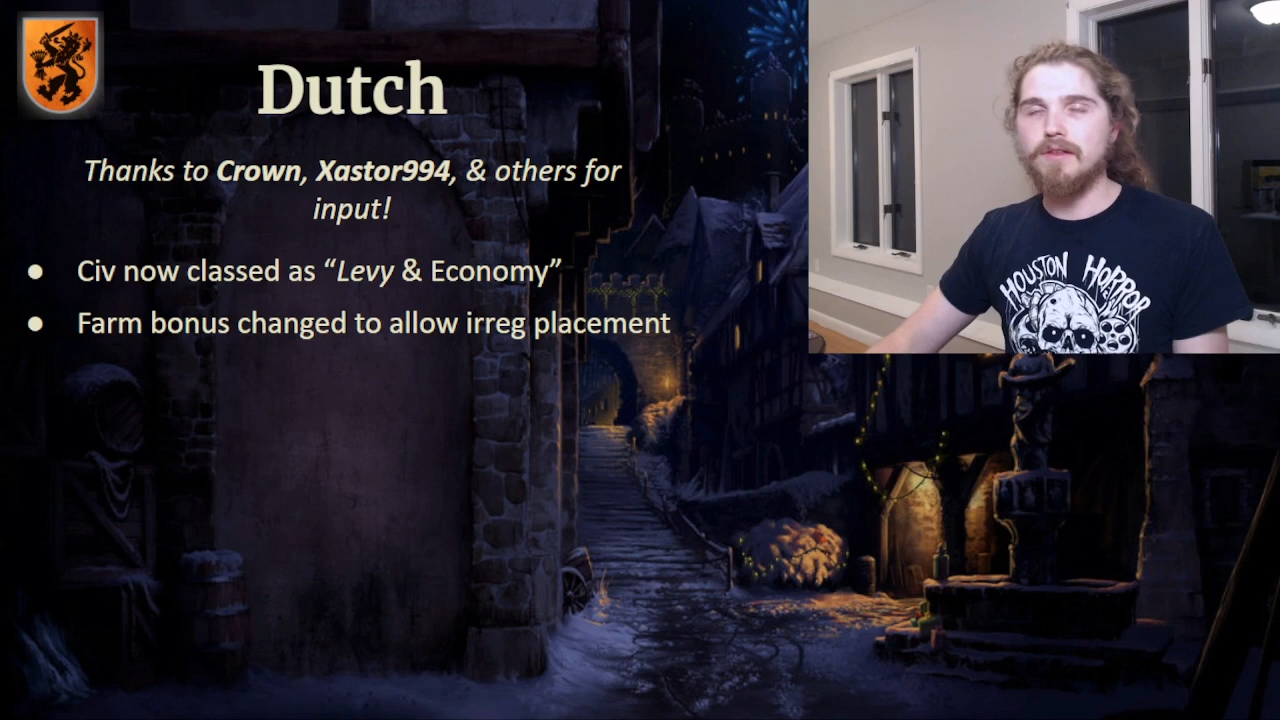 Dutch
Thanks to Crown, Xastor994, & others for
input!
● Civ now classed as “Levy & Economy”
● Farm bonus changed to allow irreg placement
HOUSTON HORROR